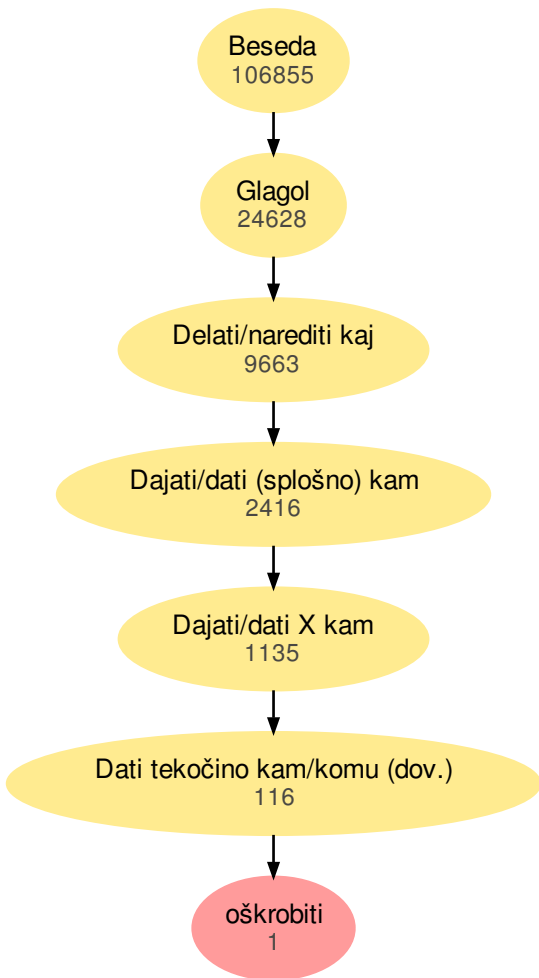 Beseda
106855
Glagol
24628
Delati/narediti kaj
9663
Dajati/dati (splošno) kam
2416
Dajati/dati X kam
1135
Dati tekočino kam/komu (dov.)
116
oškrobiti
1